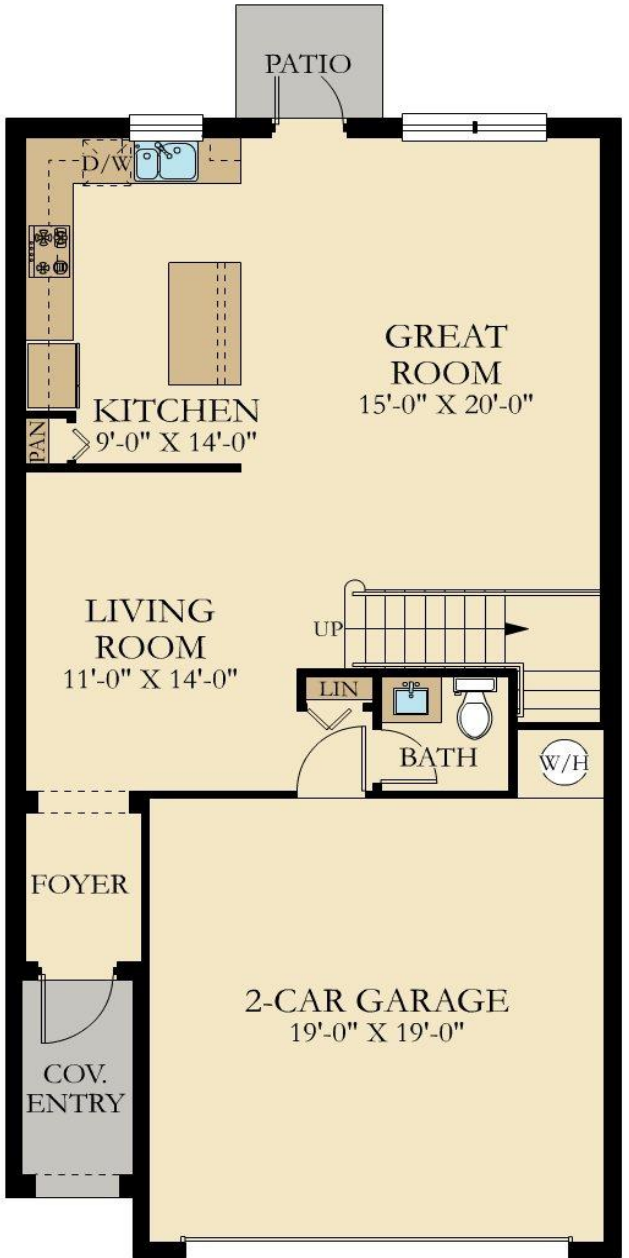 PATIO
D/W
GREAT
ROOM
15'-0" X 20'-0"
KITCHEN
9'-0" X 14'-0"
PAN
LIVING
ROOM
11'-0" X 14'-0"
UP
LIN
BATH
W/H
FOYER
2-CAR GARAGE
19'-0" X 19'-0"
COV.
ENTRY